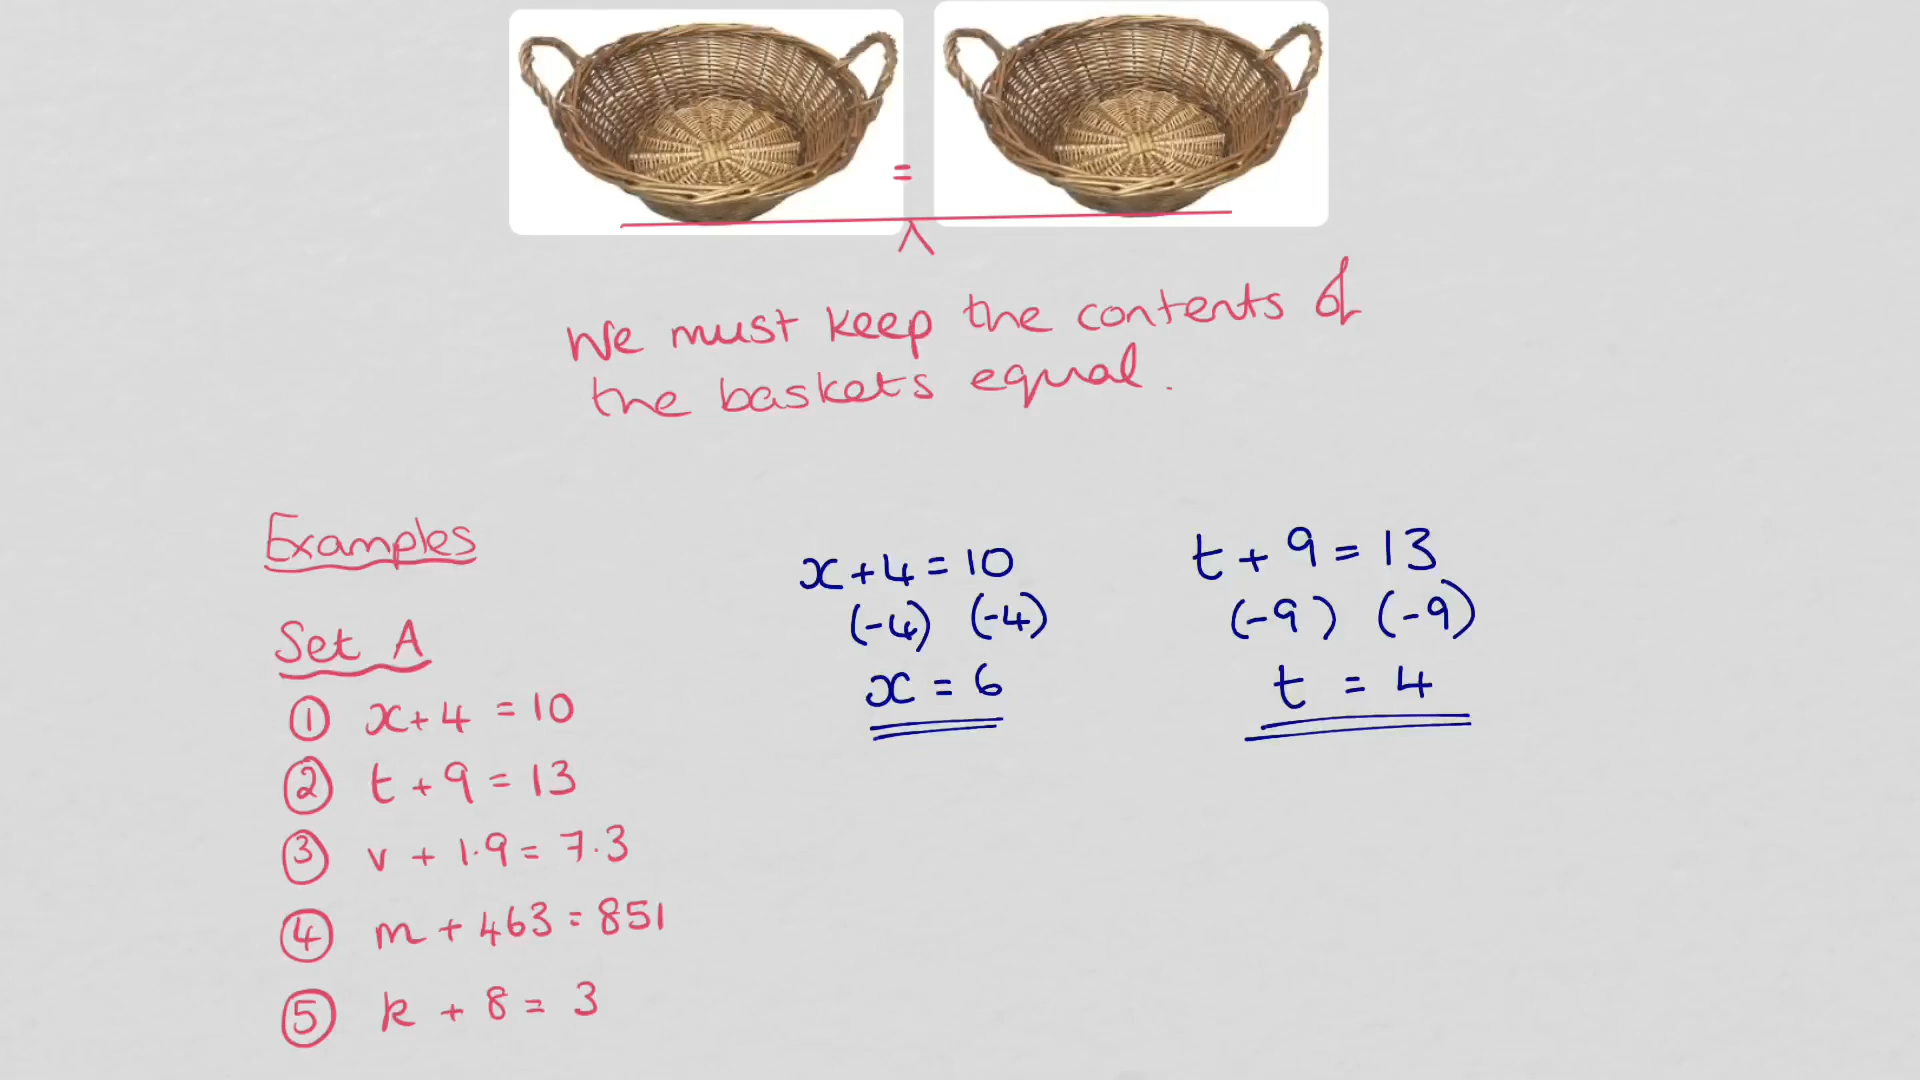 =
We must keep the contents of
the baskets equal.
Examples
Set A
① x+4 = 10
② t + 9 = 13
③ v + 1·9 = 7·3
④ m + 463 = 851
⑤ k + 8 = 3
x+4 = 10
(-4) (-4)
x = 6
t + 9 = 13
(-9) (-9)
t = 4